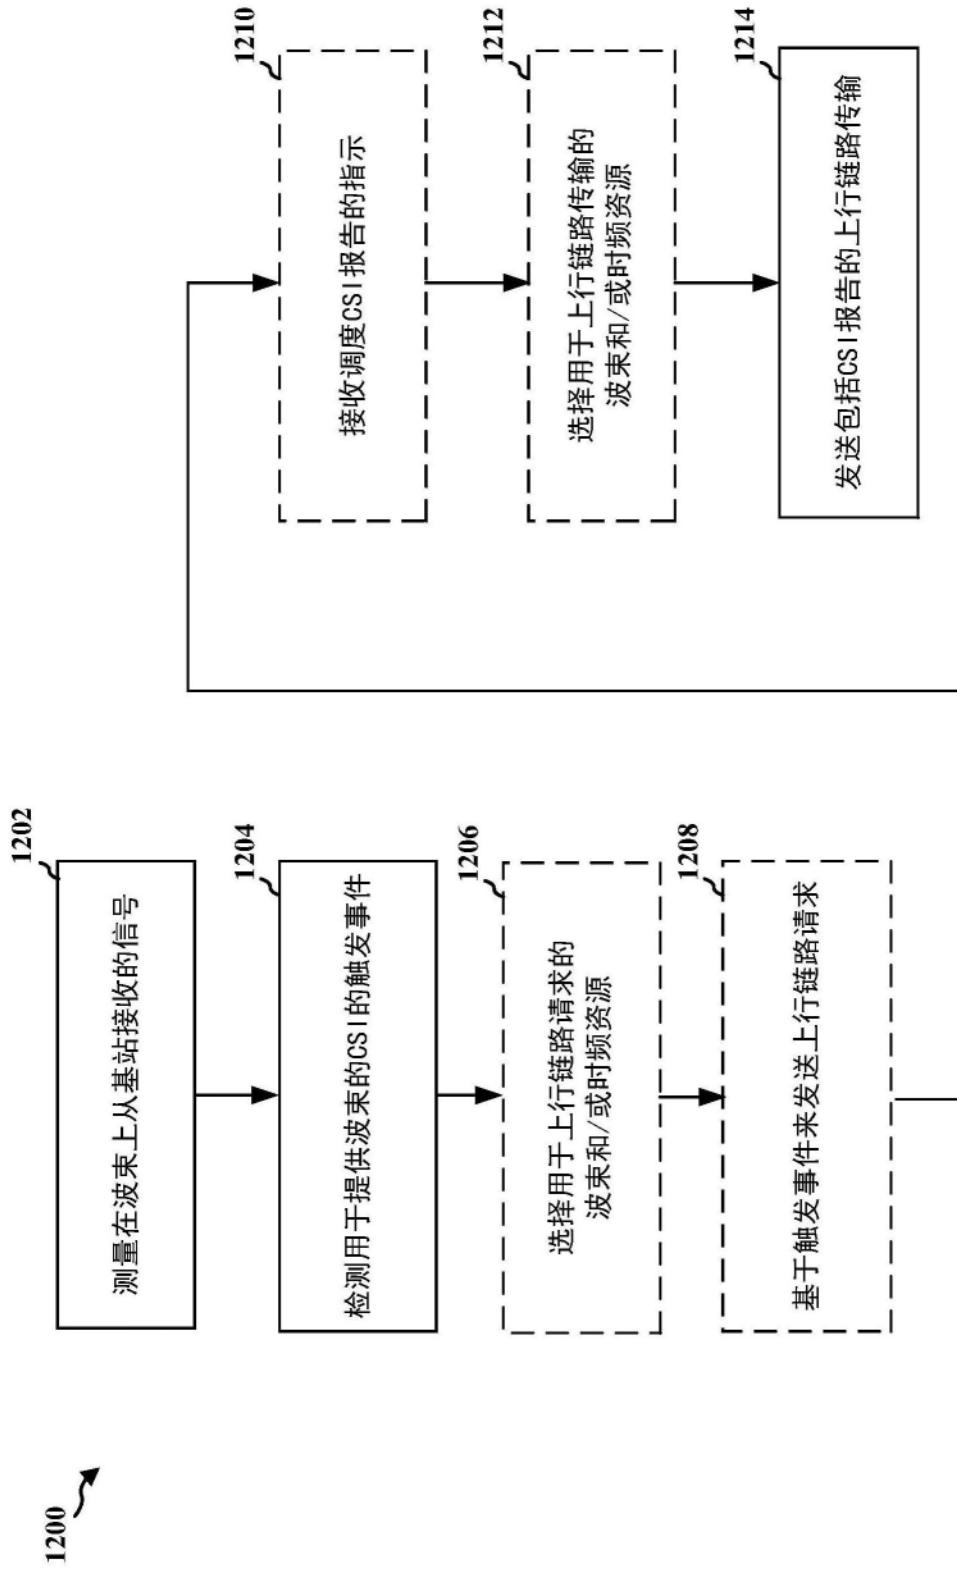 1200
1202
测量在波束上从基站接收的信号
1204
检测用于提供波束的CSI的触发事件
1206
选择用于上行链路请求的
波束和/或时频资源
1208
基于触发事件来发送上行链路请求
1210
接收调度CSI报告的指示
1212
选择用于上行链路传输的
波束和/或时频资源
1214
发送包括CSI报告的上行链路传输